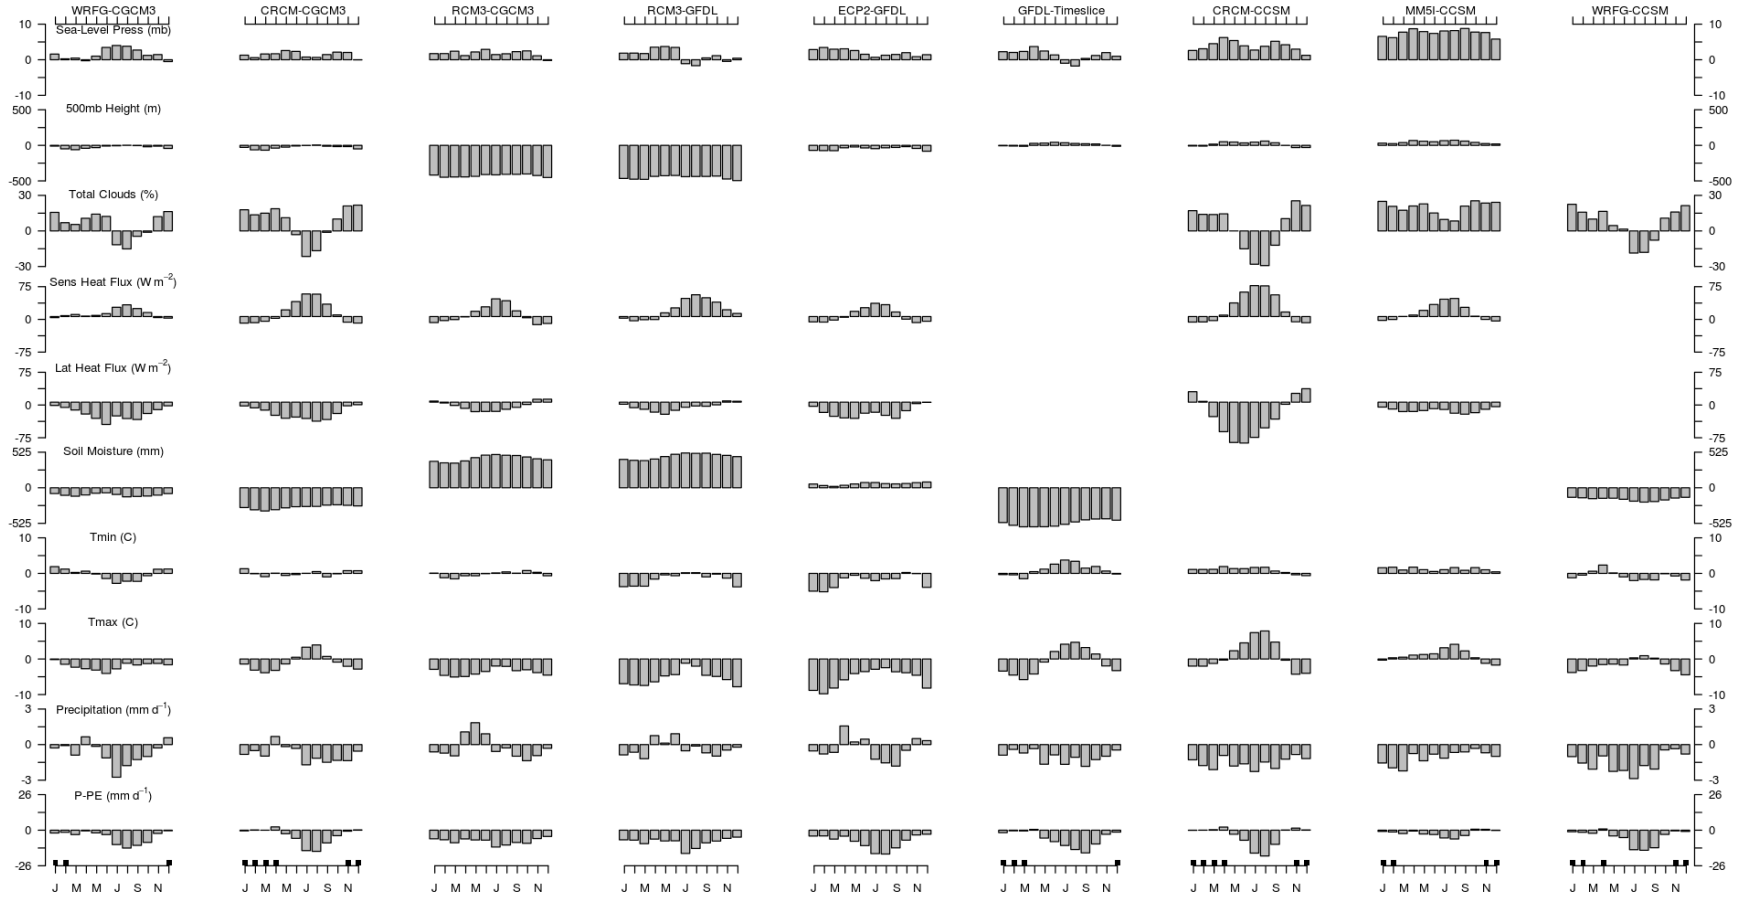 WRFG-CGCM3 CRCM-CGCM3 RCM3-CGCM3 RCM3-GFDL ECP2-GFDL GFDL-Timeslice CRCM-CCSM MM5I-CCSM WRFG-CCSM
10 Sea-Level Press (mb) 10
0 0
-10 -10
500 500mb Height (m) 500
0 0
-500 -500
30 Total Clouds (%) 30
0 0
-30 -30
75 Sens Heat Flux (W m⁻²) 75
0 0
-75 -75
75 Lat Heat Flux (W m⁻²) 75
0 0
-75 -75
525 Soil Moisture (mm) 525
0 0
-525 -525
10 Tmin (C) 10
0 0
-10 -10
10 Tmax (C) 10
0 0
-10 -10
3 Precipitation (mm d⁻¹) 3
0 0
-3 -3
26 P-PE (mm d⁻¹) 26
0 0
-26 -26
J M M J S N J M M J S N J M M J S N J M M J S N J M M J S N J M M J S N J M M J S N J M M J S N J M M J S N